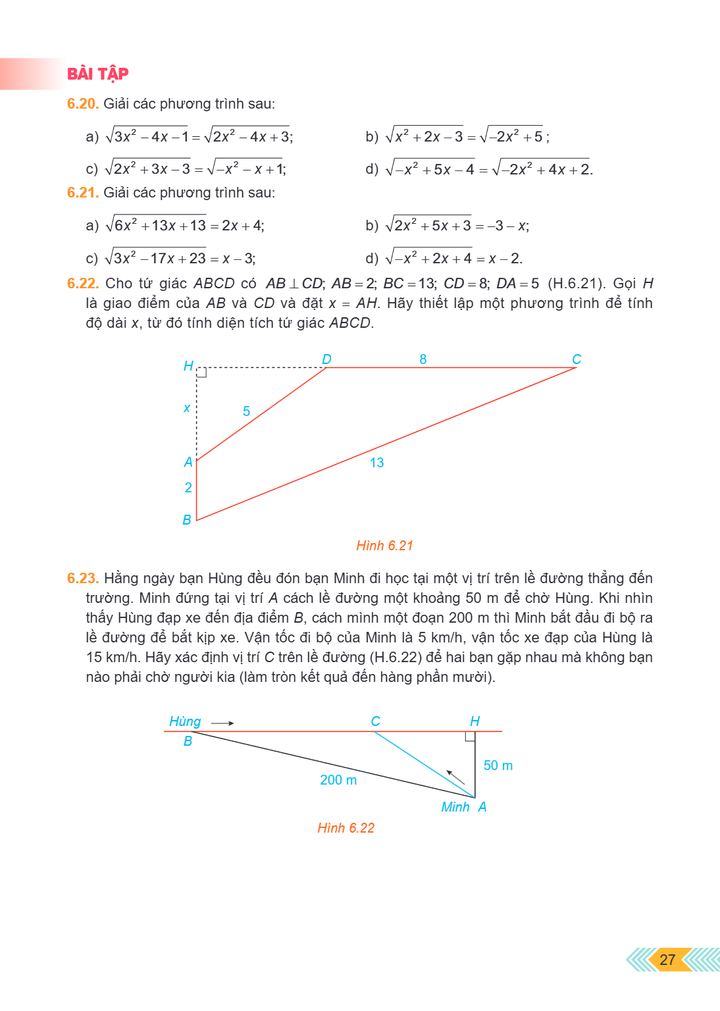 BÀI TẬP
6.20. Giải các phương trình sau:
a) √(3x² − 4x − 1) = √(2x² − 4x + 3);   b) √(x² + 2x − 3) = √(−2x² + 5);
c) √(2x² + 3x − 3) = √(−x² − x + 1);   d) √(−x² + 5x − 4) = √(−2x² + 4x + 2).
6.21. Giải các phương trình sau:
a) √(6x² + 13x + 13) = 2x + 4;   b) √(2x² + 5x + 3) = −3 − x;
c) √(3x² − 17x + 23) = x − 3;   d) √(−x² + 2x + 4) = x − 2.
6.22. Cho tứ giác ABCD có AB ⊥ CD; AB = 2; BC = 13; CD = 8; DA = 5 (H.6.21). Gọi H
là giao điểm của AB và CD và đặt x = AH. Hãy thiết lập một phương trình để tính
độ dài x, từ đó tính diện tích tứ giác ABCD.
H D 8 C
x 5
A 13
2
B
Hình 6.21
6.23. Hằng ngày bạn Hùng đều đón bạn Minh đi học tại một vị trí trên lề đường thẳng đến
trường. Minh đứng tại vị trí A cách lề đường một khoảng 50 m để chờ Hùng. Khi nhìn
thấy Hùng đạp xe đến địa điểm B, cách mình một đoạn 200 m thì Minh bắt đầu đi bộ ra
lề đường để bắt kịp xe. Vận tốc đi bộ của Minh là 5 km/h, vận tốc xe đạp của Hùng là
15 km/h. Hãy xác định vị trí C trên lề đường (H.6.22) để hai bạn gặp nhau mà không bạn
nào phải chờ người kia (làm tròn kết quả đến hàng phần mười).
Hùng C H
B
50 m
200 m
Minh A
Hình 6.22
27